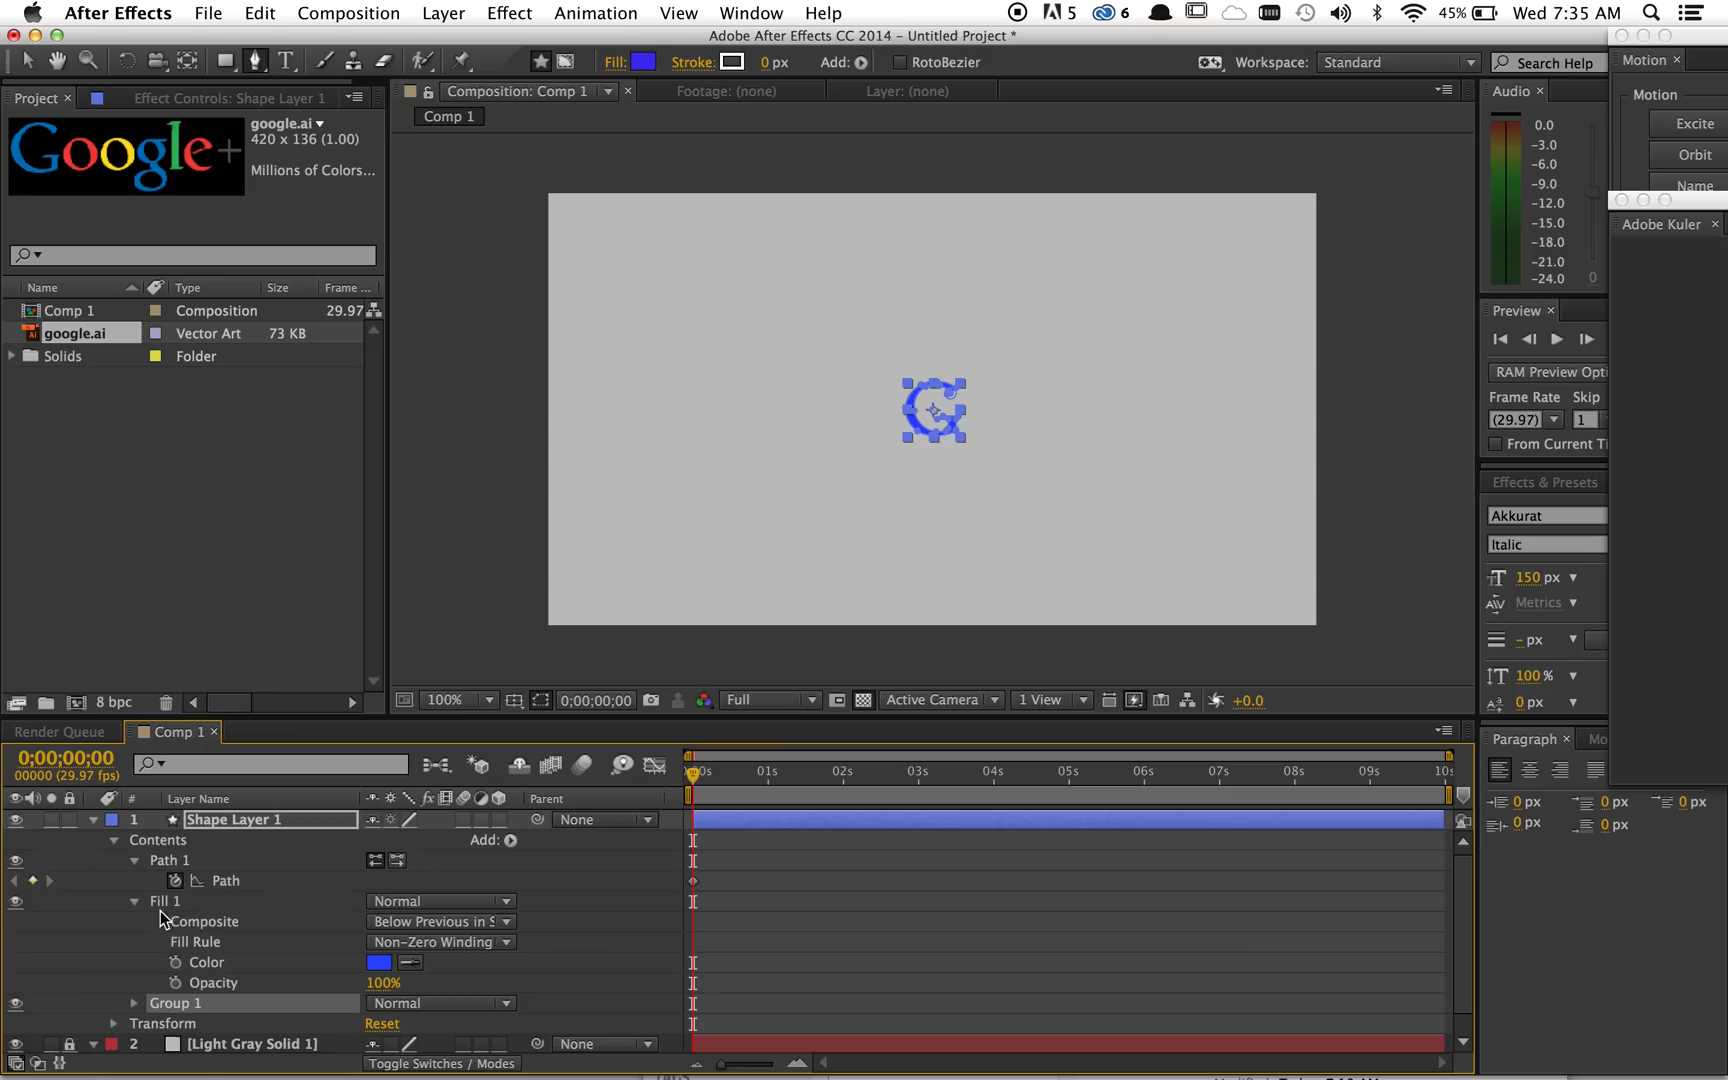 After Effects File Edit Composition Layer Effect Animation View Window Help 5 6 45% Wed 7:35 AM
Adobe After Effects CC 2014 - Untitled Project *
T Fill: Stroke: 0 px Add: RotoBezier Workspace: Standard Search Help
Motion ×
Project × Effect Controls: Shape Layer 1
Composition: Comp 1 × Footage: (none) Layer: (none)
Audio ×
Motion
Comp 1
Google+
google.ai
420 x 136 (1.00)
Millions of Colors...
0.0
-3.0
-6.0
-9.0
-12.0
-15.0
-18.0
-21.0
-24.0
0
Excite
Orbit
Name
Adobe Kuler ×
Name Type Size Frame ...
Comp 1 Composition 29.97
google.ai Vector Art 73 KB
Solids Folder
G
Preview ×
RAM Preview Opti
Frame Rate Skip
(29.97) 1
From Current Ti
Effects & Presets
Akkurat
Italic
150 px
Metrics
- px
100 %
0 px
8 bpc
100% 0;00;00;00 Full Active Camera 1 View +0.0
Render Queue Comp 1 ×
Paragraph × Mo
0 px 0 px 0 px
0 px 0 px
0;00;00;00
00000 (29.97 fps)
0s 01s 02s 03s 04s 05s 06s 07s 08s 09s 10s
# Layer Name fx Parent
1 Shape Layer 1 None
Contents Add:
Path 1
Path
Fill 1 Normal
Composite Below Previous in S
Fill Rule Non-Zero Winding
Color
Opacity 100%
Group 1 Normal
Transform Reset
2 [Light Gray Solid 1] None
Toggle Switches / Modes